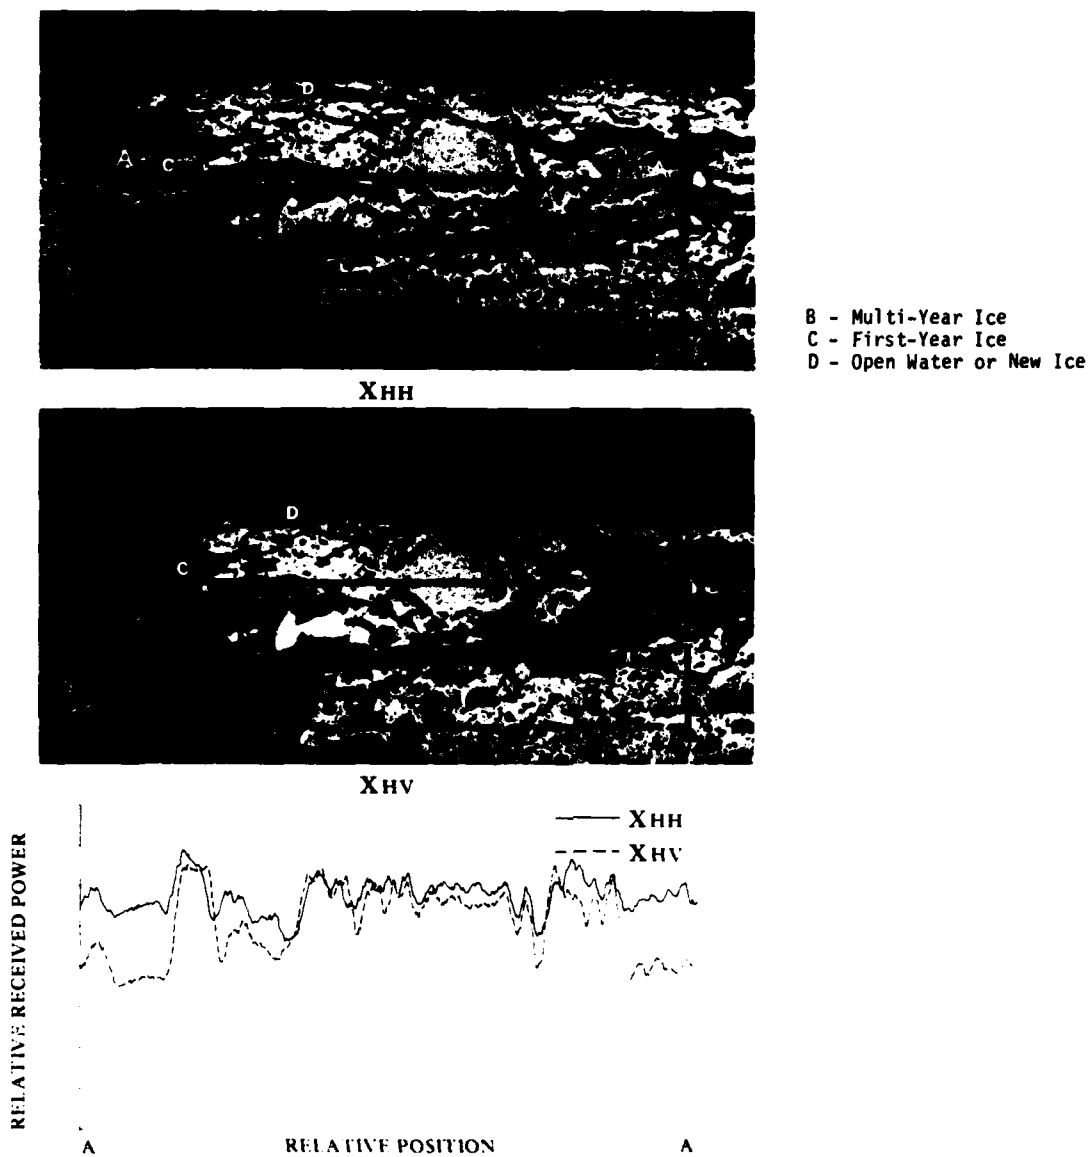 D
A
C
A
XHH
B - Multi-Year Ice
C - First-Year Ice
D - Open Water or New Ice
D
C
XHV
XHH
XHV
RELATIVE RECEIVED POWER
A
RELATIVE POSITION
A